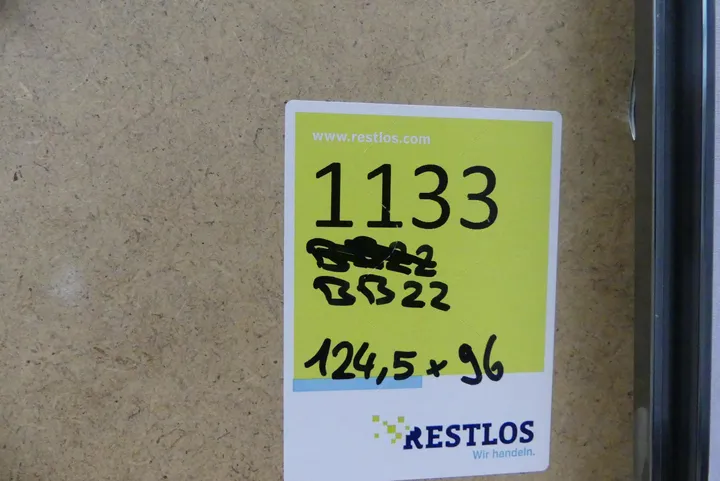 www.restlos.com
1133
BB22
124,5 x 96
RESTLOS
Wir handeln.